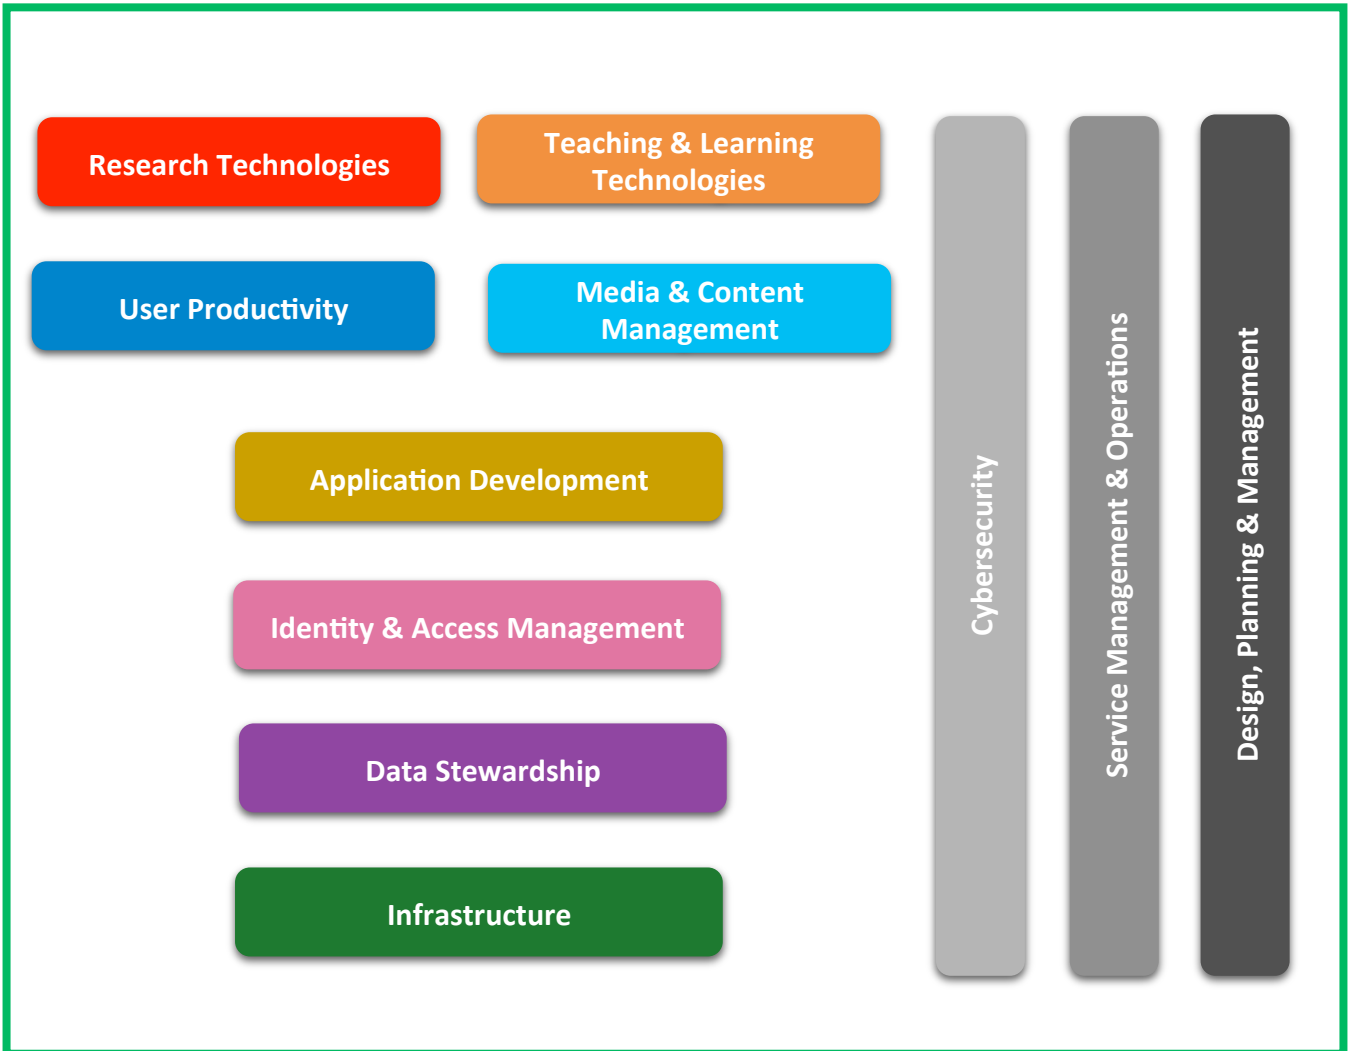 Research Technologies
Teaching & Learning
Technologies
User Productivity
Media & Content
Management
Application Development
Identity & Access Management
Data Stewardship
Infrastructure
Cybersecurity
Service Management & Operations
Design, Planning & Management